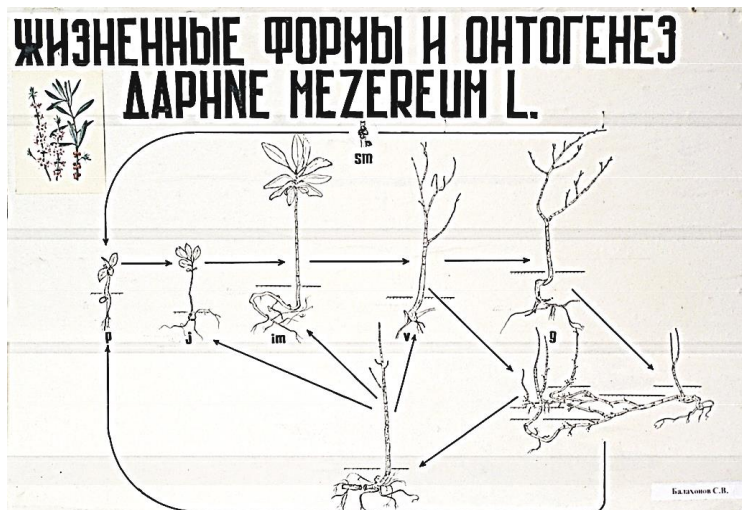 ЖИЗНЕННЫЕ ФОРМЫ И ОНТОГЕНЕЗ
DAPHNE MEZEREUM L.
sm
p
j
im
v
g
Балахонов С.В.